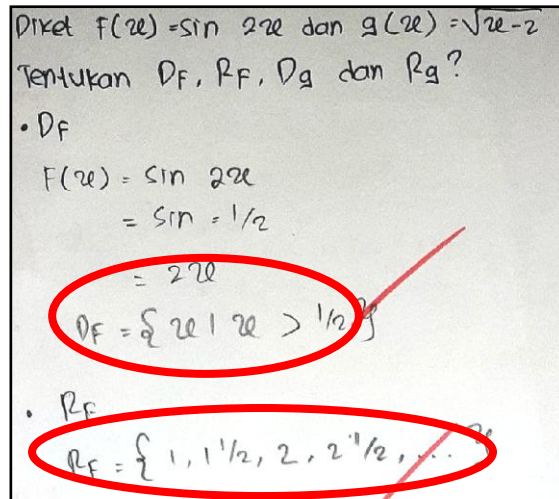 Diket F(x) = sin 2x dan g(x) = √x-2
Tentukan DF, RF, Dg dan Rg?
• DF
F(x) = sin 2x
= sin = 1/2
= 2x
DF = { x | x > 1/2 }
• RF
RF = { 1, 1 1/2, 2, 2 1/2, ... }